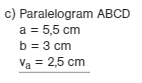 c) Paralelogram ABCD
a = 5,5 cm
b = 3 cm
vₐ = 2,5 cm